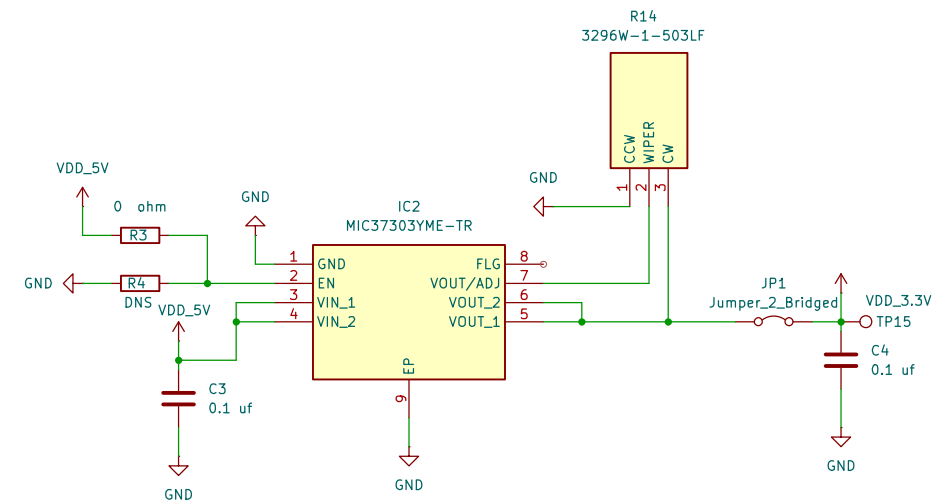 R14
3296W-1-503LF
CCW
WIPER
CW
1
2
3
GND
VDD_5V
0 ohm
R3
GND
R4
DNS
GND
IC2
MIC37303YME-TR
1
GND
2
EN
3
VIN_1
4
VIN_2
FLG
8
VOUT/ADJ
7
VOUT_2
6
VOUT_1
5
EP
9
GND
VDD_5V
C3
0.1 uf
GND
JP1
Jumper_2_Bridged
VDD_3.3V
TP15
C4
0.1 uf
GND